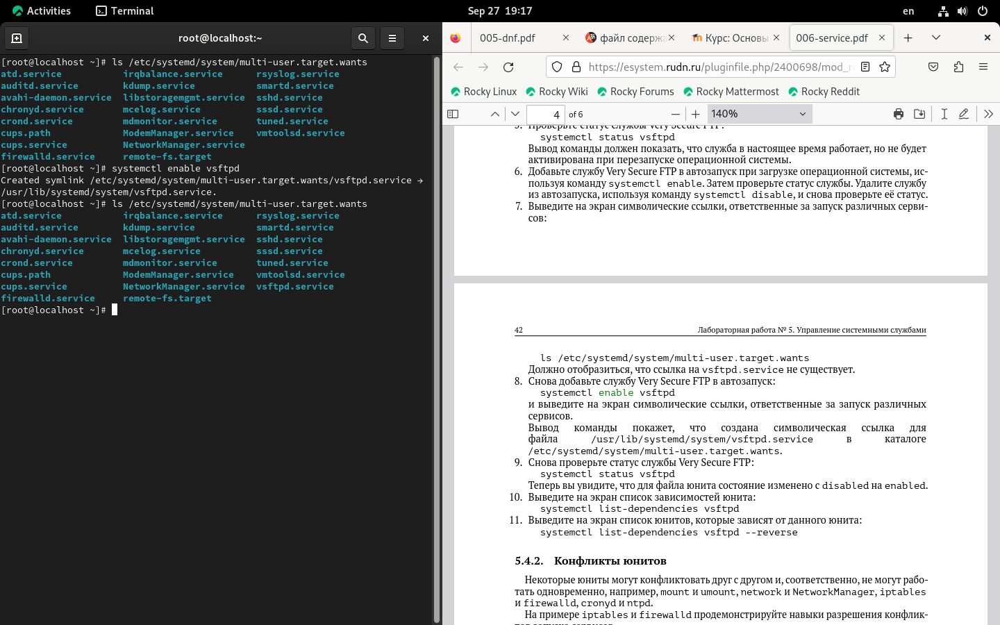 Activities Terminal Sep 27 19:17 en
root@localhost:~
[root@localhost ~]# ls /etc/systemd/system/multi-user.target.wants
atd.service irqbalance.service rsyslog.service
auditd.service kdump.service smartd.service
avahi-daemon.service libstoragemgmt.service sshd.service
chronyd.service mcelog.service sssd.service
crond.service mdmonitor.service tuned.service
cups.path ModemManager.service vmtoolsd.service
cups.service NetworkManager.service
firewalld.service remote-fs.target
[root@localhost ~]# systemctl enable vsftpd
Created symlink /etc/systemd/system/multi-user.target.wants/vsftpd.service →
/usr/lib/systemd/system/vsftpd.service.
[root@localhost ~]# ls /etc/systemd/system/multi-user.target.wants
atd.service irqbalance.service rsyslog.service
auditd.service kdump.service smartd.service
avahi-daemon.service libstoragemgmt.service sshd.service
chronyd.service mcelog.service sssd.service
crond.service mdmonitor.service tuned.service
cups.path ModemManager.service vmtoolsd.service
cups.service NetworkManager.service vsftpd.service
firewalld.service remote-fs.target
[root@localhost ~]#
005-dnf.pdf файл содержа Курс: Основы 006-service.pdf
https://esystem.rudn.ru/pluginfile.php/2400698/mod_r
Rocky Linux Rocky Wiki Rocky Forums Rocky Mattermost Rocky Reddit
4 of 6 140%
5. Проверьте статус службы Very Secure FTP:
systemctl status vsftpd
Вывод команды должен показать, что служба в настоящее время работает, но не будет
активирована при перезапуске операционной системы.
6. Добавьте службу Very Secure FTP в автозапуск при загрузке операционной системы, ис-
пользуя команду systemctl enable. Затем проверьте статус службы. Удалите службу
из автозапуска, используя команду systemctl disable, и снова проверьте её статус.
7. Выведите на экран символические ссылки, ответственные за запуск различных серви-
сов:
42 Лабораторная работа № 5. Управление системными службами
ls /etc/systemd/system/multi-user.target.wants
Должно отобразиться, что ссылка на vsftpd.service не существует.
8. Снова добавьте службу Very Secure FTP в автозапуск:
systemctl enable vsftpd
и выведите на экран символические ссылки, ответственные за запуск различных
сервисов.
Вывод команды покажет, что создана символическая ссылка для
файла /usr/lib/systemd/system/vsftpd.service в каталоге
/etc/systemd/system/multi-user.target.wants.
9. Снова проверьте статус службы Very Secure FTP:
systemctl status vsftpd
Теперь вы увидите, что для файла юнита состояние изменено с disabled на enabled.
10. Выведите на экран список зависимостей юнита:
systemctl list-dependencies vsftpd
11. Выведите на экран список юнитов, которые зависят от данного юнита:
systemctl list-dependencies vsftpd --reverse
5.4.2. Конфликты юнитов
Некоторые юниты могут конфликтовать друг с другом и, соответственно, не могут рабо-
тать одновременно, например, mount и umount, network и NetworkManager, iptables
и firewalld, cronyd и ntpd.
На примере iptables и firewalld продемонстрируйте навыки разрешения конфлик-